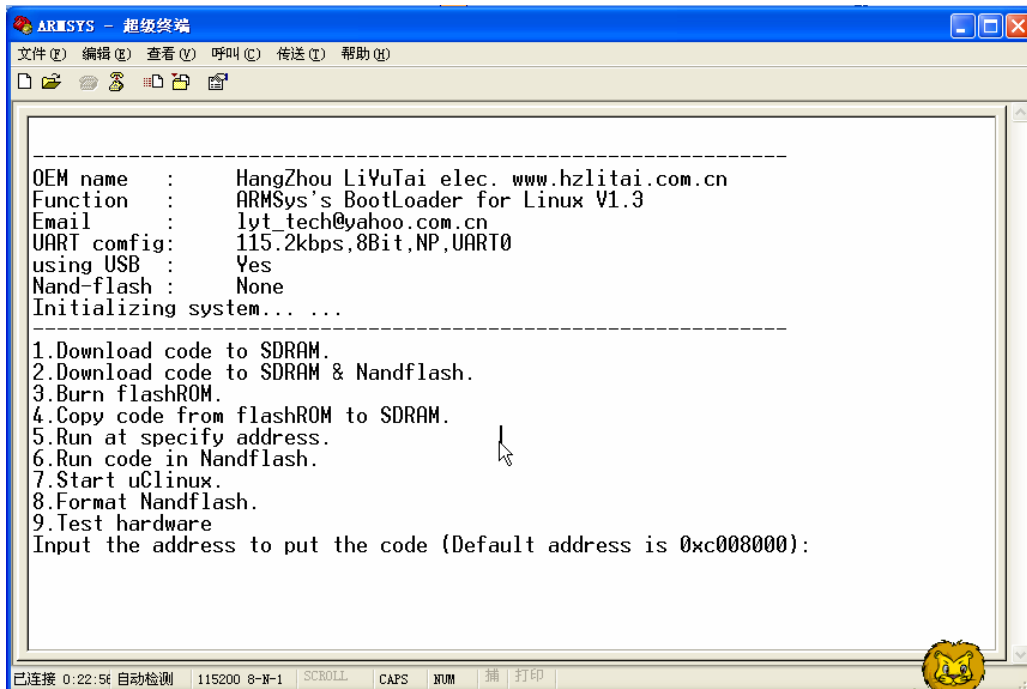 ARMSYS - 超级终端
文件(F) 编辑(E) 查看(V) 呼叫(C) 传送(T) 帮助(H)
------------------------------------------------------------------
OEM name : HangZhou LiYuTai elec. www.hzlitai.com.cn
Function : ARMSys's BootLoader for Linux V1.3
Email : lyt_tech@yahoo.com.cn
UART comfig: 115.2kbps,8Bit,NP,UART0
using USB : Yes
Nand-flash : None
Initializing system... ...
------------------------------------------------------------------
1.Download code to SDRAM.
2.Download code to SDRAM & Nandflash.
3.Burn flashROM.
4.Copy code from flashROM to SDRAM.
5.Run at specify address.
6.Run code in Nandflash.
7.Start uClinux.
8.Format Nandflash.
9.Test hardware
Input the address to put the code (Default address is 0xc008000):
已连接 0:22:56 自动检测 115200 8-N-1 SCROLL CAPS NUM 捕 打印